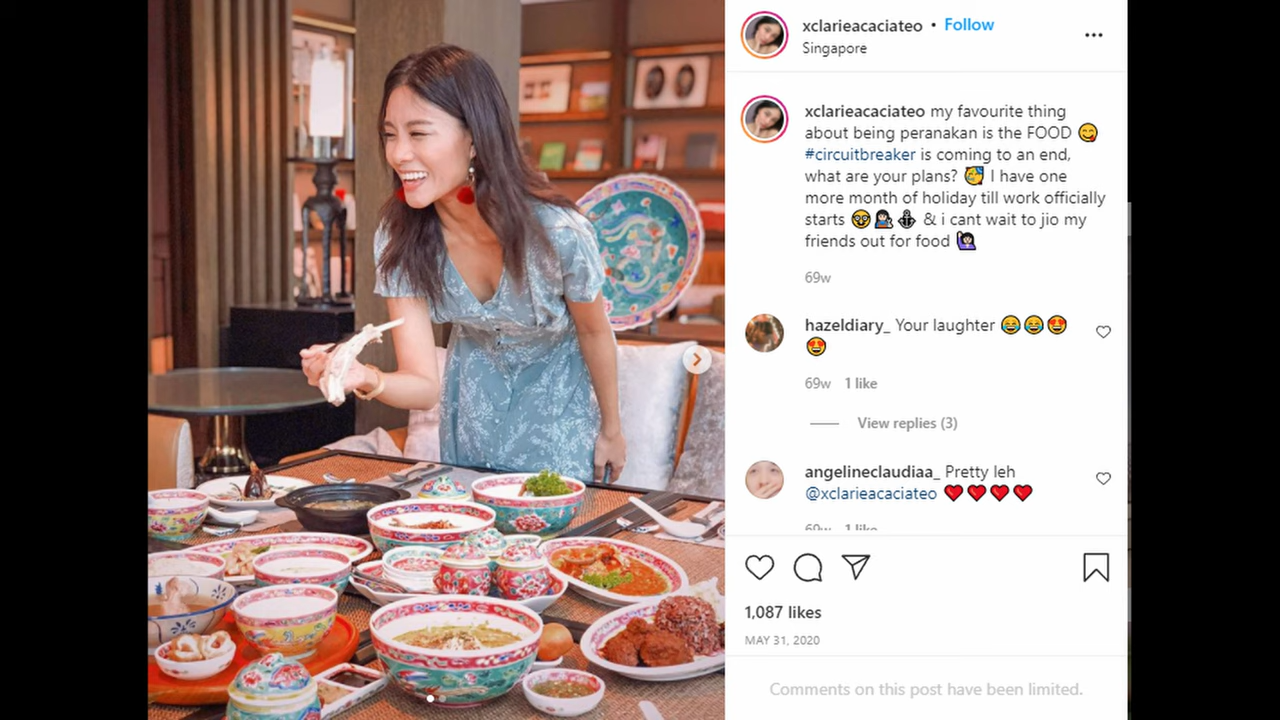 xclarieacaciateo • Follow
Singapore
xclarieacaciateo my favourite thing
about being peranakan is the FOOD 😋
#circuitbreaker is coming to an end,
what are your plans? 🥳 I have one
more month of holiday till work officially
starts & i cant wait to jio my
friends out for food 🙋🏻‍♀️
69w
hazeldiary_ Your laughter 😂😂😍
😍
69w 1 like
View replies (3)
angelineclaudiaa_ Pretty leh
@xclarieacaciateo ❤️❤️❤️❤️
69w 1 like
1,087 likes
MAY 31, 2020
Comments on this post have been limited.